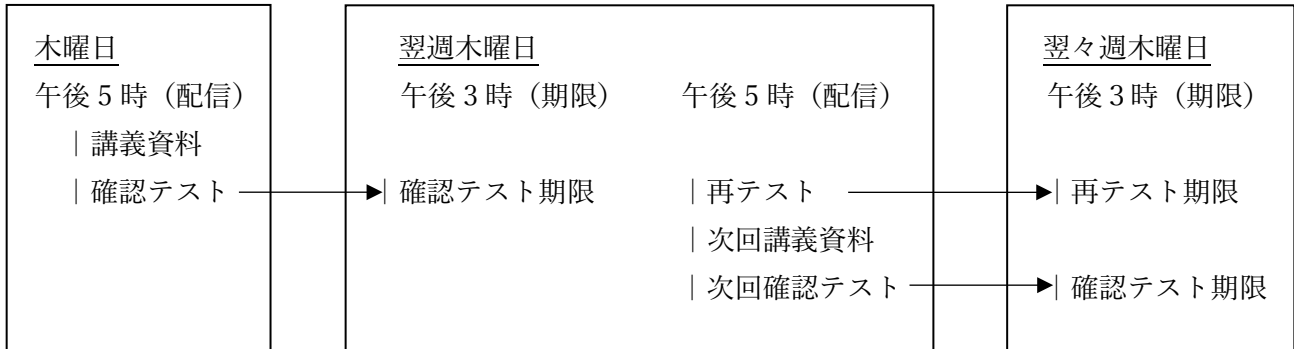 木曜日
午後5時（配信）
｜講義資料
｜確認テスト
翌週木曜日
午後3時（期限） 午後5時（配信）
｜確認テスト期限 ｜再テスト
｜次回講義資料
｜次回確認テスト
翌々週木曜日
午後3時（期限）
｜再テスト期限
｜確認テスト期限